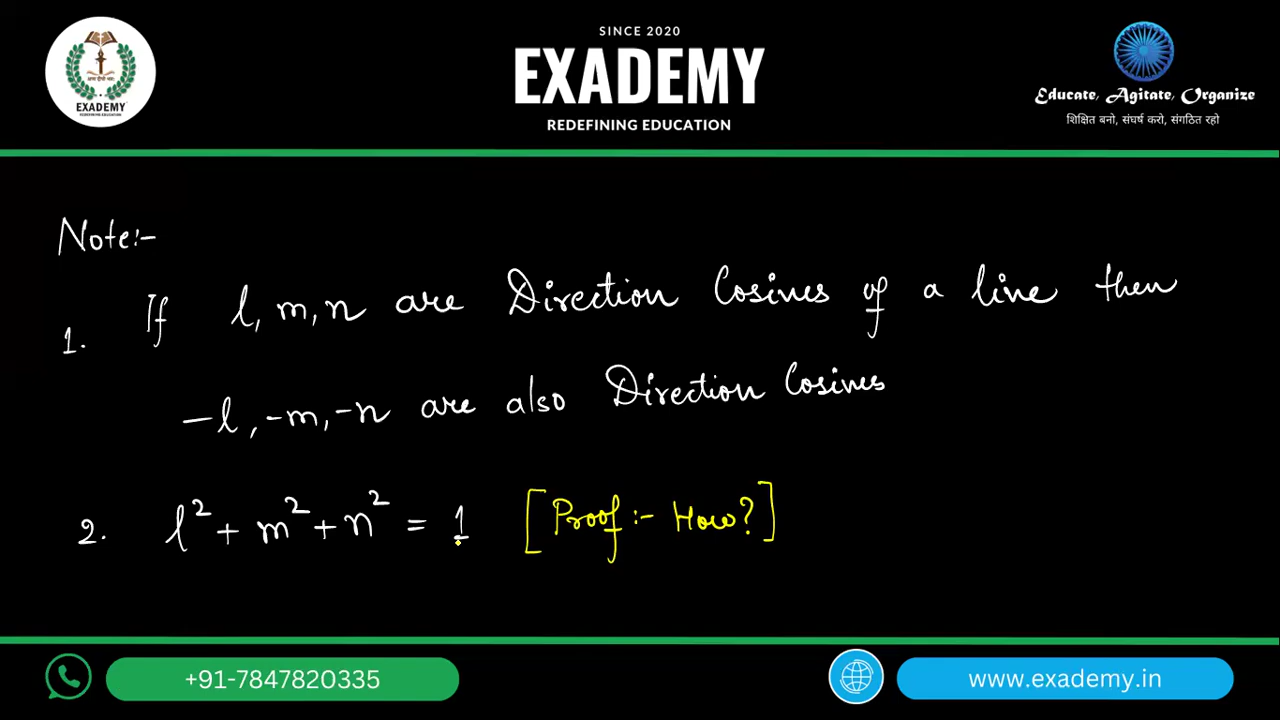 SINCE 2020
EXADEMY
REDEFINING EDUCATION
EXADEMY
REDEFINING EDUCATION
Educate, Agitate, Organize
शिक्षित बनो, संघर्ष करो, संगठित रहो
Note:-
1. If l, m, n are Direction Cosines of a line then
-l, -m, -n are also Direction Cosines
2. l² + m² + n² = 1 [Proof :- How?]
+91-7847820335
www.exademy.in